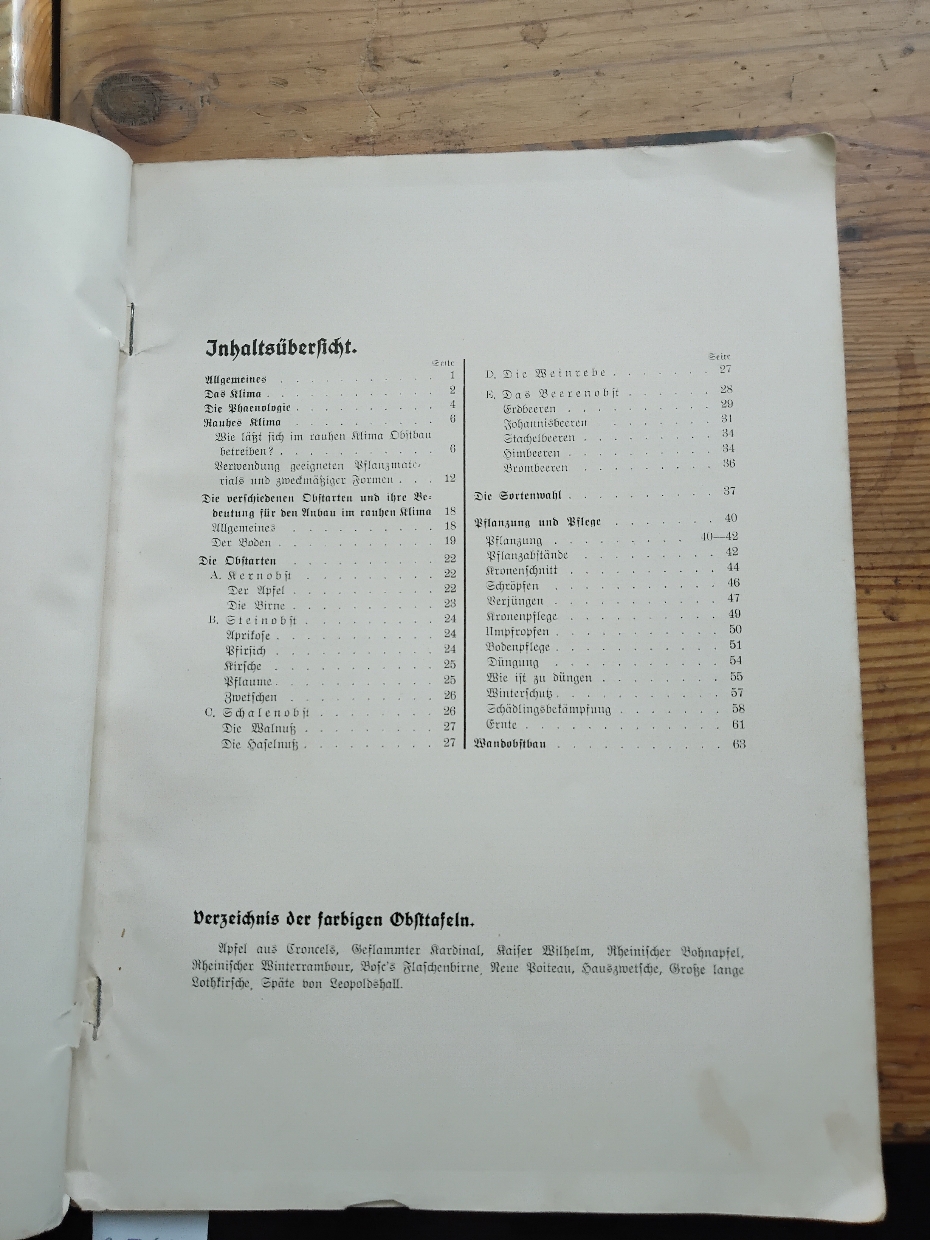 Inhaltsübersicht.
Seite
Allgemeines . . . . . . . . . . . 1
Das Klima . . . . . . . . . . . 2
Die Phaenologie . . . . . . . . . . 4
Rauhes Klima . . . . . . . . . . 6
Wie läßt sich im rauhen Klima Obstbau
betreiben? . . . . . . . . . . 6
Verwendung geeigneten Pflanzmate-
rials und zweckmäßiger Formen . . . 12
Die verschiedenen Obstarten und ihre Be-
deutung für den Anbau im rauhen Klima 18
Allgemeines . . . . . . . . . . 18
Der Boden . . . . . . . . . . 19
Die Obstarten . . . . . . . . . . 22
A. Kernobst . . . . . . . . . 22
Der Apfel . . . . . . . . . 22
Die Birne . . . . . . . . . 23
B. Steinobst . . . . . . . . . 24
Aprikose . . . . . . . . . 24
Pfirsich . . . . . . . . . 24
Kirsche . . . . . . . . . 25
Pflaume . . . . . . . . . 25
Zwetschen . . . . . . . . . 26
C. Schalenobst . . . . . . . . 26
Die Walnuß . . . . . . . . 27
Die Haselnuß . . . . . . . . 27
Seite
D. Die Weinrebe . . . . . . . 27
E. Das Beerenobst . . . . . . 28
Erdbeeren . . . . . . . . . 29
Johannisbeeren . . . . . . . 31
Stachelbeeren . . . . . . . . 34
Himbeeren . . . . . . . . . 34
Brombeeren . . . . . . . . 36
Die Sortenwahl . . . . . . . . . 37
Pflanzung und Pflege . . . . . . . 40
Pflanzung . . . . . . . . . 40—42
Pflanzabstände . . . . . . . . 42
Kronenschnitt . . . . . . . . . 44
Schröpfen . . . . . . . . . . 46
Verjüngen . . . . . . . . . . 47
Kronenpflege . . . . . . . . . 49
Umpfropfen . . . . . . . . . 50
Bodenpflege . . . . . . . . . 51
Düngung . . . . . . . . . . 54
Wie ist zu düngen . . . . . . . 55
Winterschutz . . . . . . . . . 57
Schädlingsbekämpfung . . . . . . . 58
Ernte . . . . . . . . . . . 61
Wandobstbau . . . . . . . . . . 63
Verzeichnis der farbigen Obsttafeln.
Apfel aus Croncels, Geflammter Kardinal, Kaiser Wilhelm, Rheinischer Bohnapfel,
Rheinischer Winterrambour, Bosc's Flaschenbirne, Neue Poiteau, Hauszwetsche, Große lange
Lothkirsche, Späte von Leopoldshall.